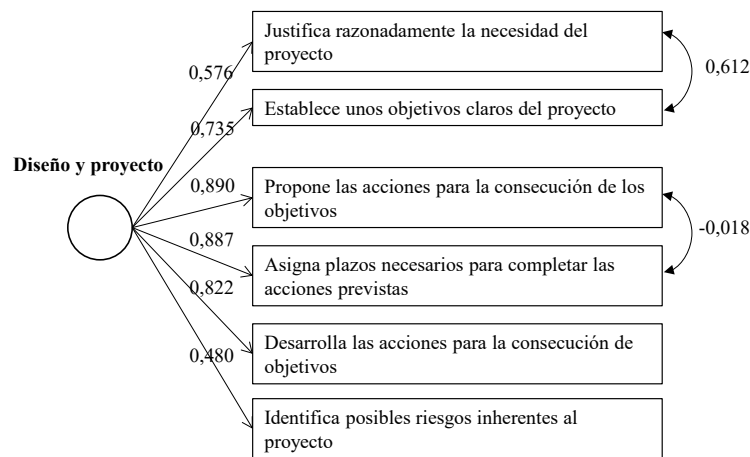 Justifica razonadamente la necesidad del
proyecto
0,576
0,612
Establece unos objetivos claros del proyecto
0,735
Diseño y proyecto
0,890
Propone las acciones para la consecución de los
objetivos
-0,018
0,887
Asigna plazos necesarios para completar las
acciones previstas
0,822
Desarrolla las acciones para la consecución de
objetivos
0,480
Identifica posibles riesgos inherentes al
proyecto